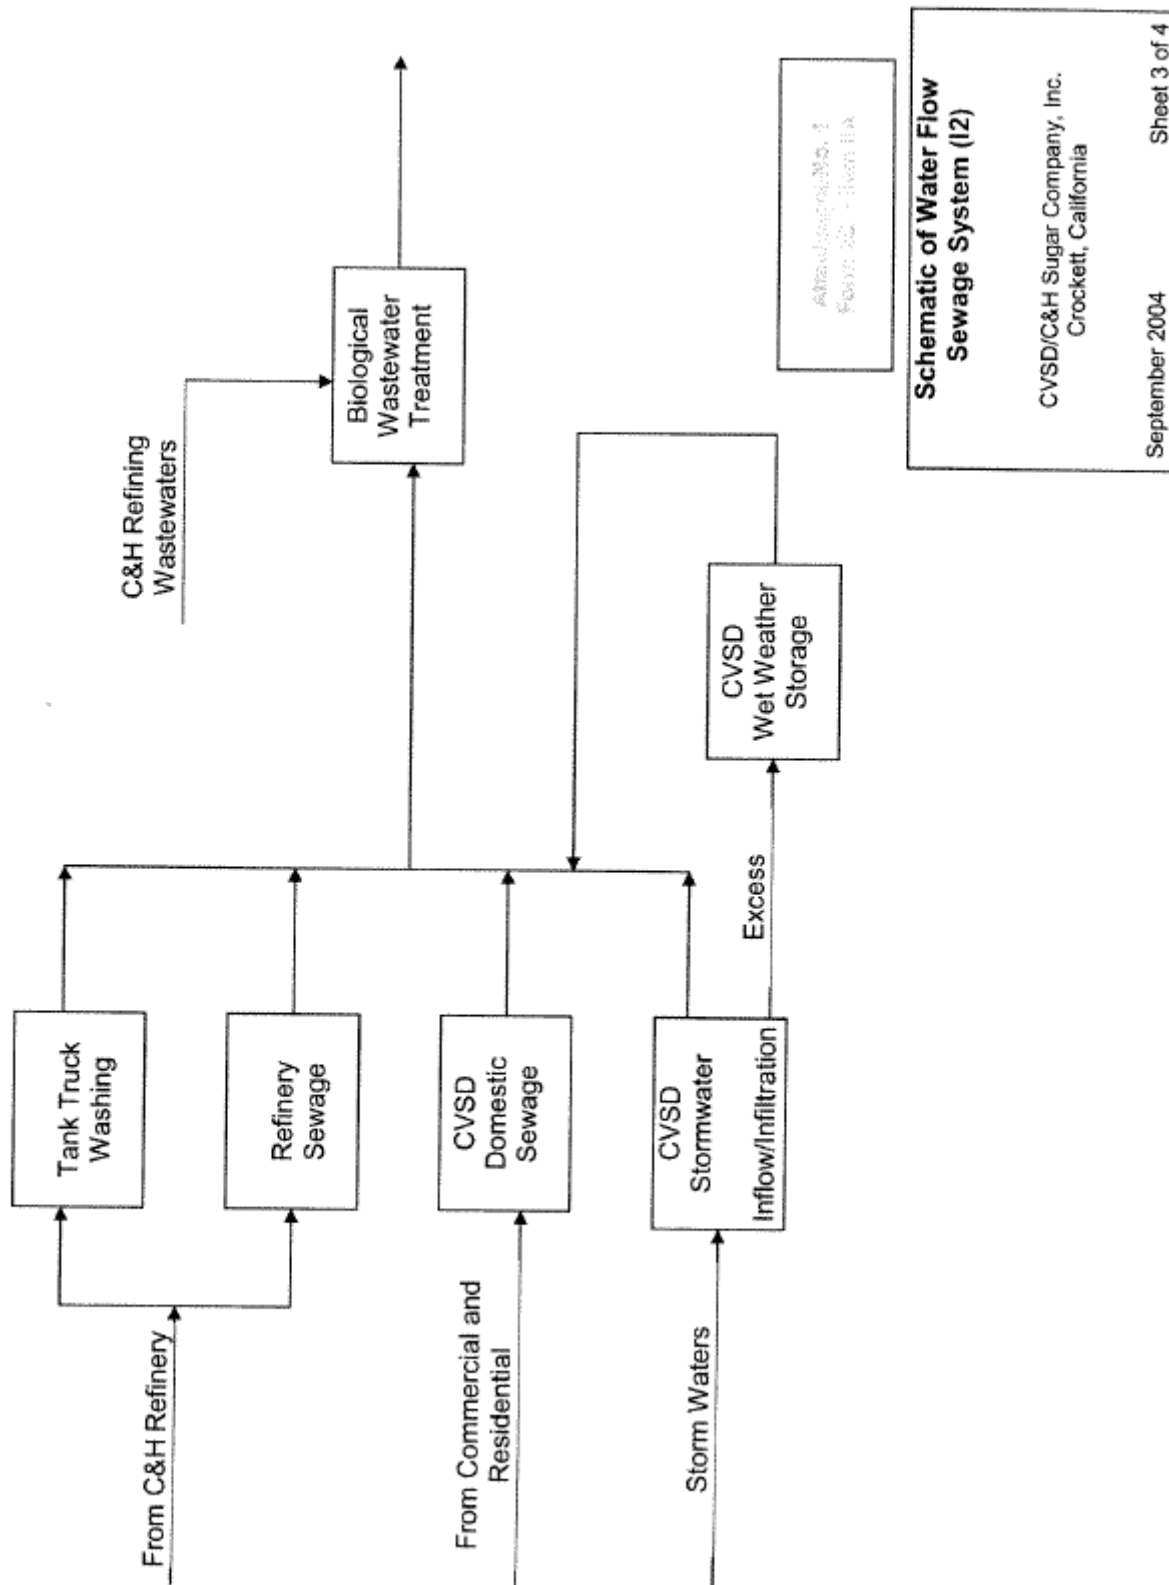 C&H Refining
Wastewaters
From C&H Refinery
Tank Truck
Washing
Refinery
Sewage
Biological
Wastewater
Treatment
From Commercial and
Residential
CVSD
Domestic
Sewage
Storm Waters
CVSD
Stormwater
Inflow/Infiltration
Excess
CVSD
Wet Weather
Storage
Schematic of Water Flow
Sewage System (I2)
CVSD/C&H Sugar Company, Inc.
Crockett, California
September 2004
Sheet 3 of 4